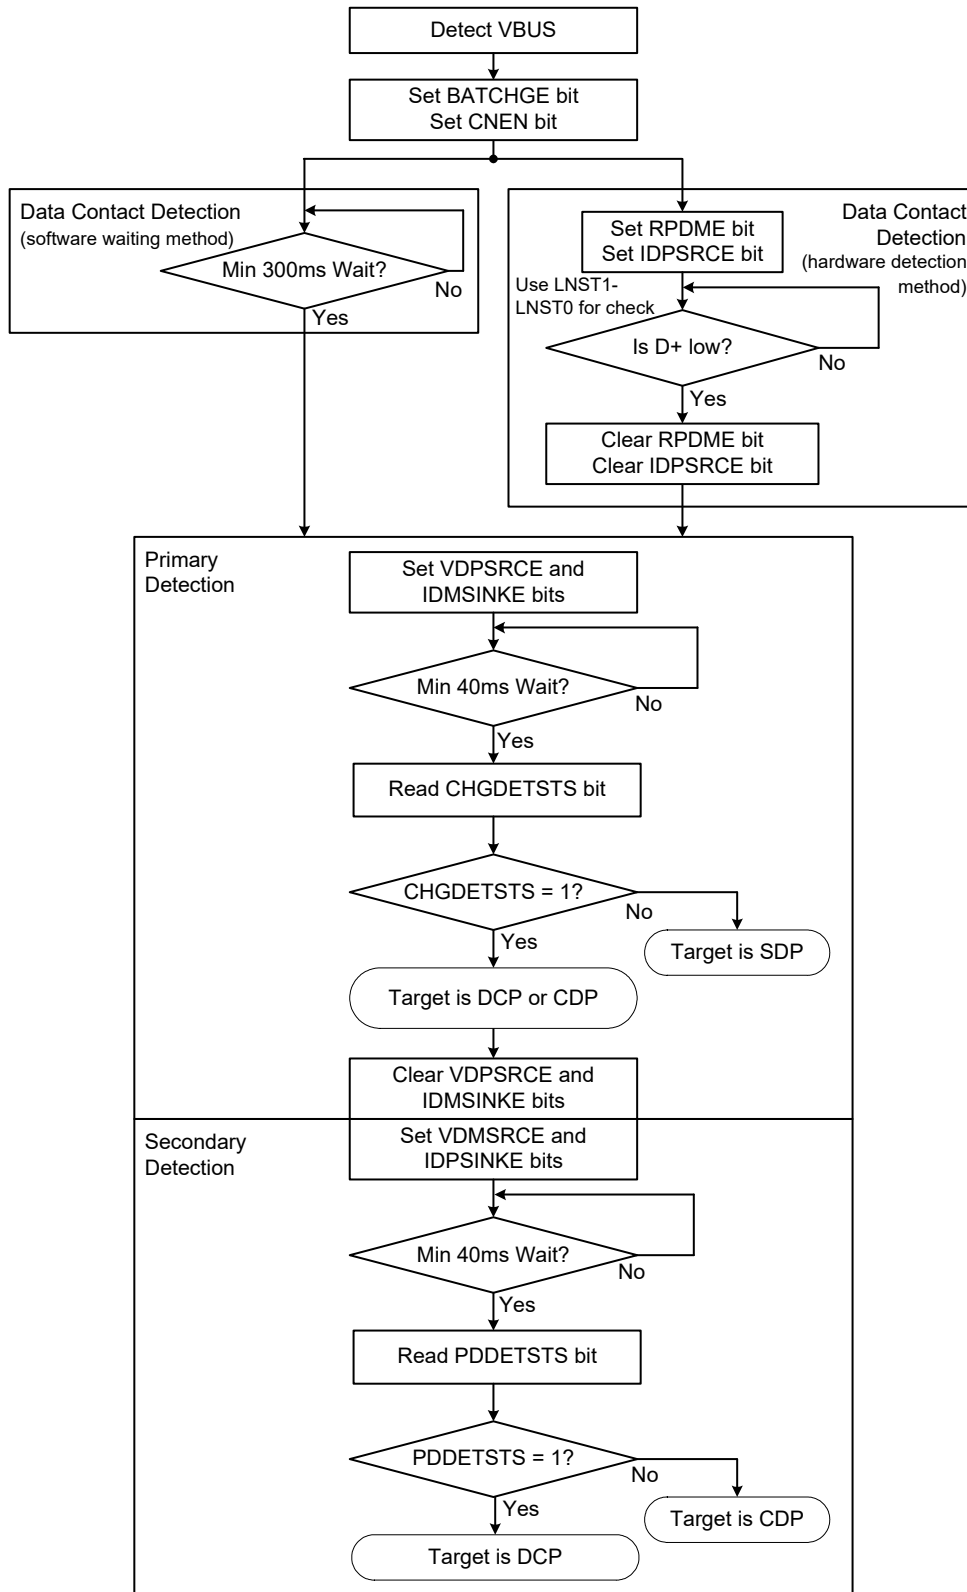 Detect VBUS
Set BATCHGE bit
Set CNEN bit
Data Contact Detection
(software waiting method)
Min 300ms Wait?
No
Yes
Data Contact
Detection
(hardware detection
method)
Set RPDME bit
Set IDPSRCE bit
Use LNST1-
LNST0 for check
Is D+ low?
No
Yes
Clear RPDME bit
Clear IDPSRCE bit
Primary
Detection
Set VDPSRCE and
IDMSINKE bits
Min 40ms Wait?
No
Yes
Read CHGDETSTS bit
CHGDETSTS = 1?
No
Yes
Target is SDP
Target is DCP or CDP
Clear VDPSRCE and
IDMSINKE bits
Secondary
Detection
Set VDMSRCE and
IDPSINKE bits
Min 40ms Wait?
No
Yes
Read PDDETSTS bit
PDDETSTS = 1?
No
Yes
Target is CDP
Target is DCP